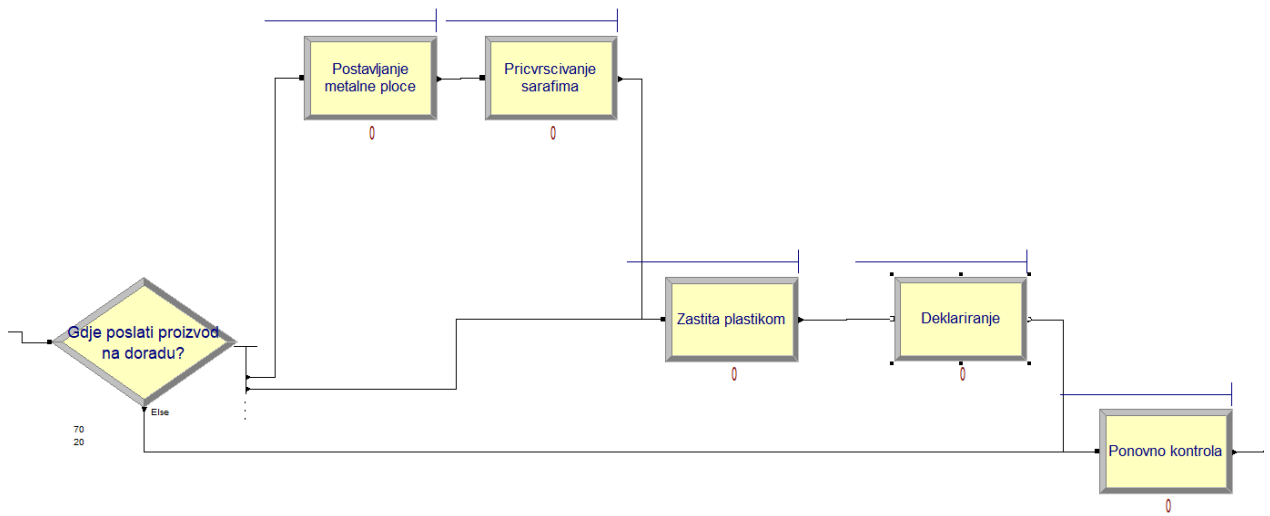 Postavljanje
metalne ploce
0
Pricvrscivanje
sarafima
0
Gdje poslati proizvod
na doradu?
Else
70
20
Zastita plastikom
0
Deklariranje
0
Ponovno kontrola
0